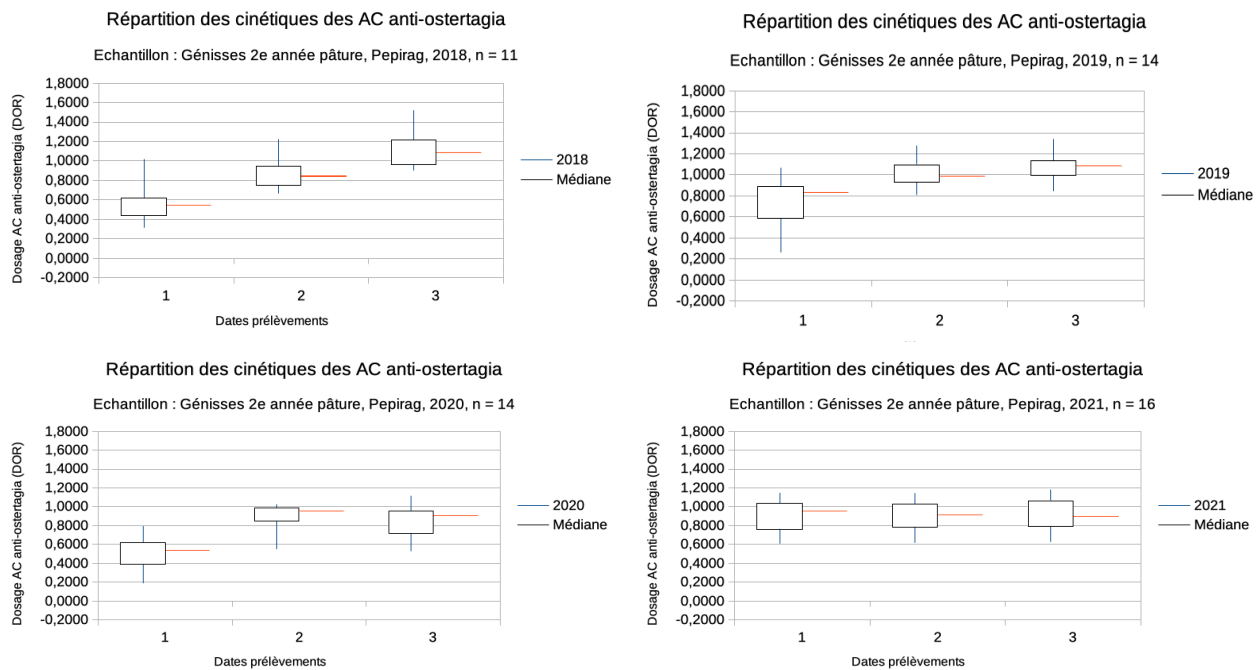 Répartition des cinétiques des AC anti-ostertagia
Echantillon : Génisses 2e année pâture, Pepirag, 2018, n = 11
Dosage AC anti-ostertagia (DOR)
1,8000
1,6000
1,4000
1,2000
1,0000
0,8000
0,6000
0,4000
0,2000
0,0000
-0,2000
1 2 3
Dates prélèvements
2018
Médiane
Répartition des cinétiques des AC anti-ostertagia
Echantillon : Génisses 2e année pâture, Pepirag, 2019, n = 14
Dosage AC anti-ostertagia (DOR)
1,8000
1,6000
1,4000
1,2000
1,0000
0,8000
0,6000
0,4000
0,2000
0,0000
-0,2000
1 2 3
2019
Médiane
Répartition des cinétiques des AC anti-ostertagia
Echantillon : Génisses 2e année pâture, Pepirag, 2020, n = 14
Dosage AC anti-ostertagia (DOR)
1,8000
1,6000
1,4000
1,2000
1,0000
0,8000
0,6000
0,4000
0,2000
0,0000
-0,2000
1 2 3
Dates prélèvements
2020
Médiane
Répartition des cinétiques des AC anti-ostertagia
Echantillon : Génisses 2e année pâture, Pepirag, 2021, n = 16
Dosage AC anti-ostertagia (DOR)
1,8000
1,6000
1,4000
1,2000
1,0000
0,8000
0,6000
0,4000
0,2000
0,0000
-0,2000
1 2 3
Dates prélèvements
2021
Médiane